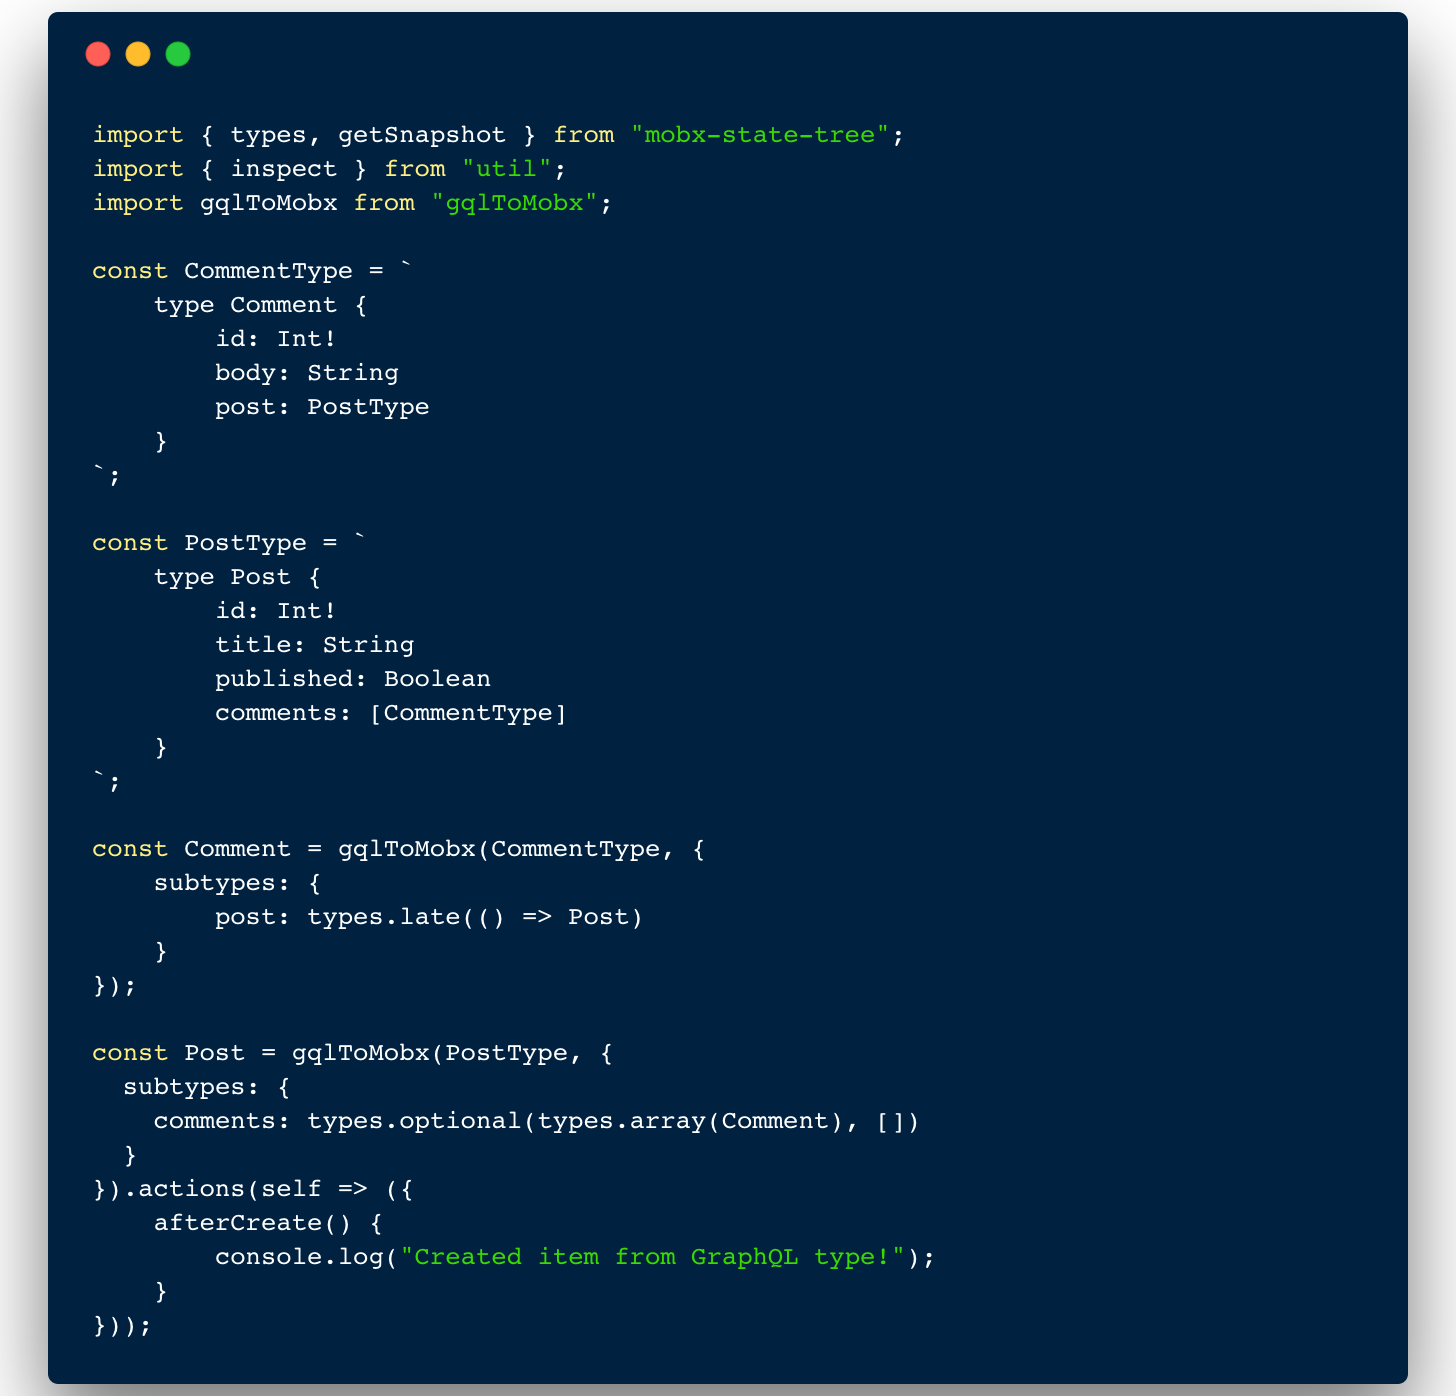 import { types, getSnapshot } from "mobx-state-tree";
import { inspect } from "util";
import gqlToMobx from "gqlToMobx";

const CommentType = `
    type Comment {
        id: Int!
        body: String
        post: PostType
    }
`;

const PostType = `
    type Post {
        id: Int!
        title: String
        published: Boolean
        comments: [CommentType]
    }
`;

const Comment = gqlToMobx(CommentType, {
    subtypes: {
        post: types.late(() => Post)
    }
});

const Post = gqlToMobx(PostType, {
  subtypes: {
    comments: types.optional(types.array(Comment), [])
  }
}).actions(self => ({
    afterCreate() {
        console.log("Created item from GraphQL type!");
    }
}));